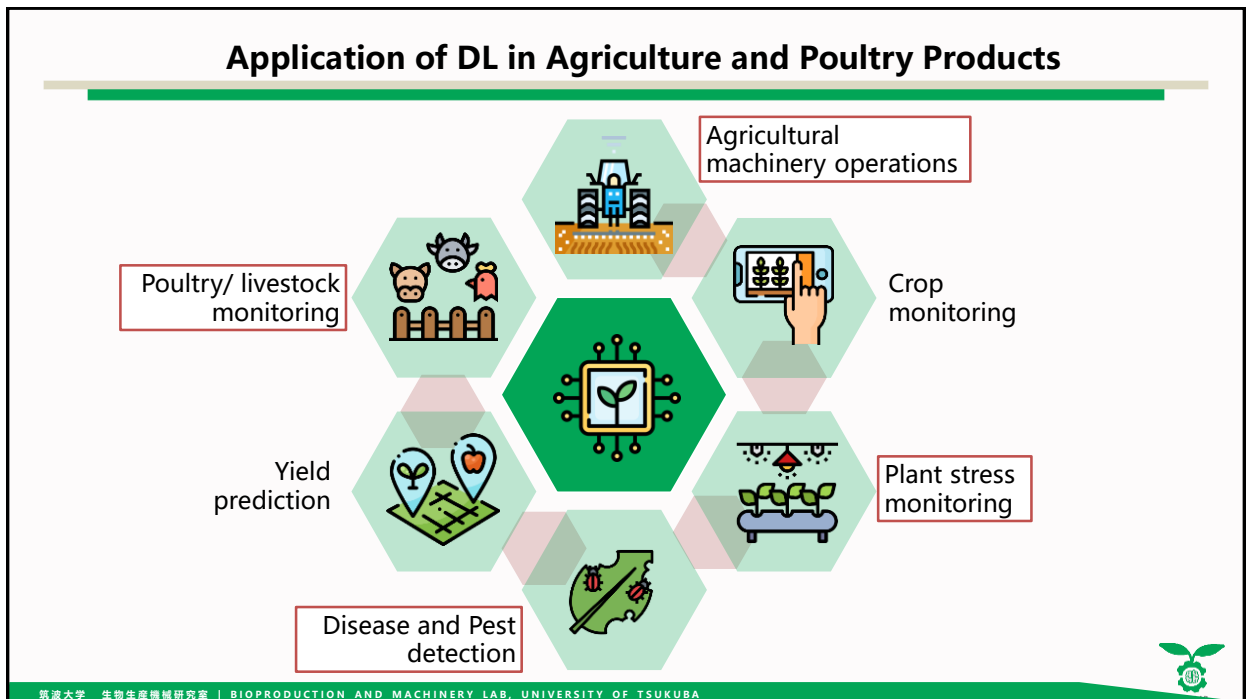 Application of DL in Agriculture and Poultry Products
Agricultural
machinery operations
Poultry/ livestock
monitoring
Crop
monitoring
Yield
prediction
Plant stress
monitoring
Disease and Pest
detection
筑波大学 生物生産機械研究室 | BIOPRODUCTION AND MACHINERY LAB, UNIVERSITY OF TSUKUBA